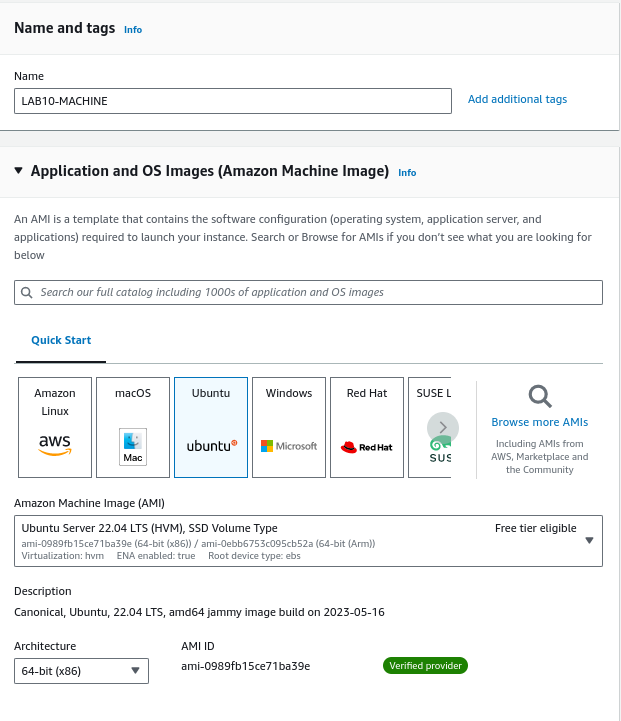 Name and tags Info
Name
LAB10-MACHINE
Add additional tags
Application and OS Images (Amazon Machine Image) Info
An AMI is a template that contains the software configuration (operating system, application server, and
applications) required to launch your instance. Search or Browse for AMIs if you don't see what you are looking for
below
Search our full catalog including 1000s of application and OS images
Quick Start
Amazon
Linux
aws
macOS
Mac
Ubuntu
ubuntu
Windows
Microsoft
Red Hat
Red Hat
SUSE L
SUS
Browse more AMIs
Including AMIs from
AWS, Marketplace and
the Community
Amazon Machine Image (AMI)
Ubuntu Server 22.04 LTS (HVM), SSD Volume Type
Free tier eligible
ami-0989fb15ce71ba39e (64-bit (x86)) / ami-0ebb6753c095cb52a (64-bit (Arm))
Virtualization: hvm ENA enabled: true Root device type: ebs
Description
Canonical, Ubuntu, 22.04 LTS, amd64 jammy image build on 2023-05-16
Architecture
64-bit (x86)
AMI ID
ami-0989fb15ce71ba39e
Verified provider